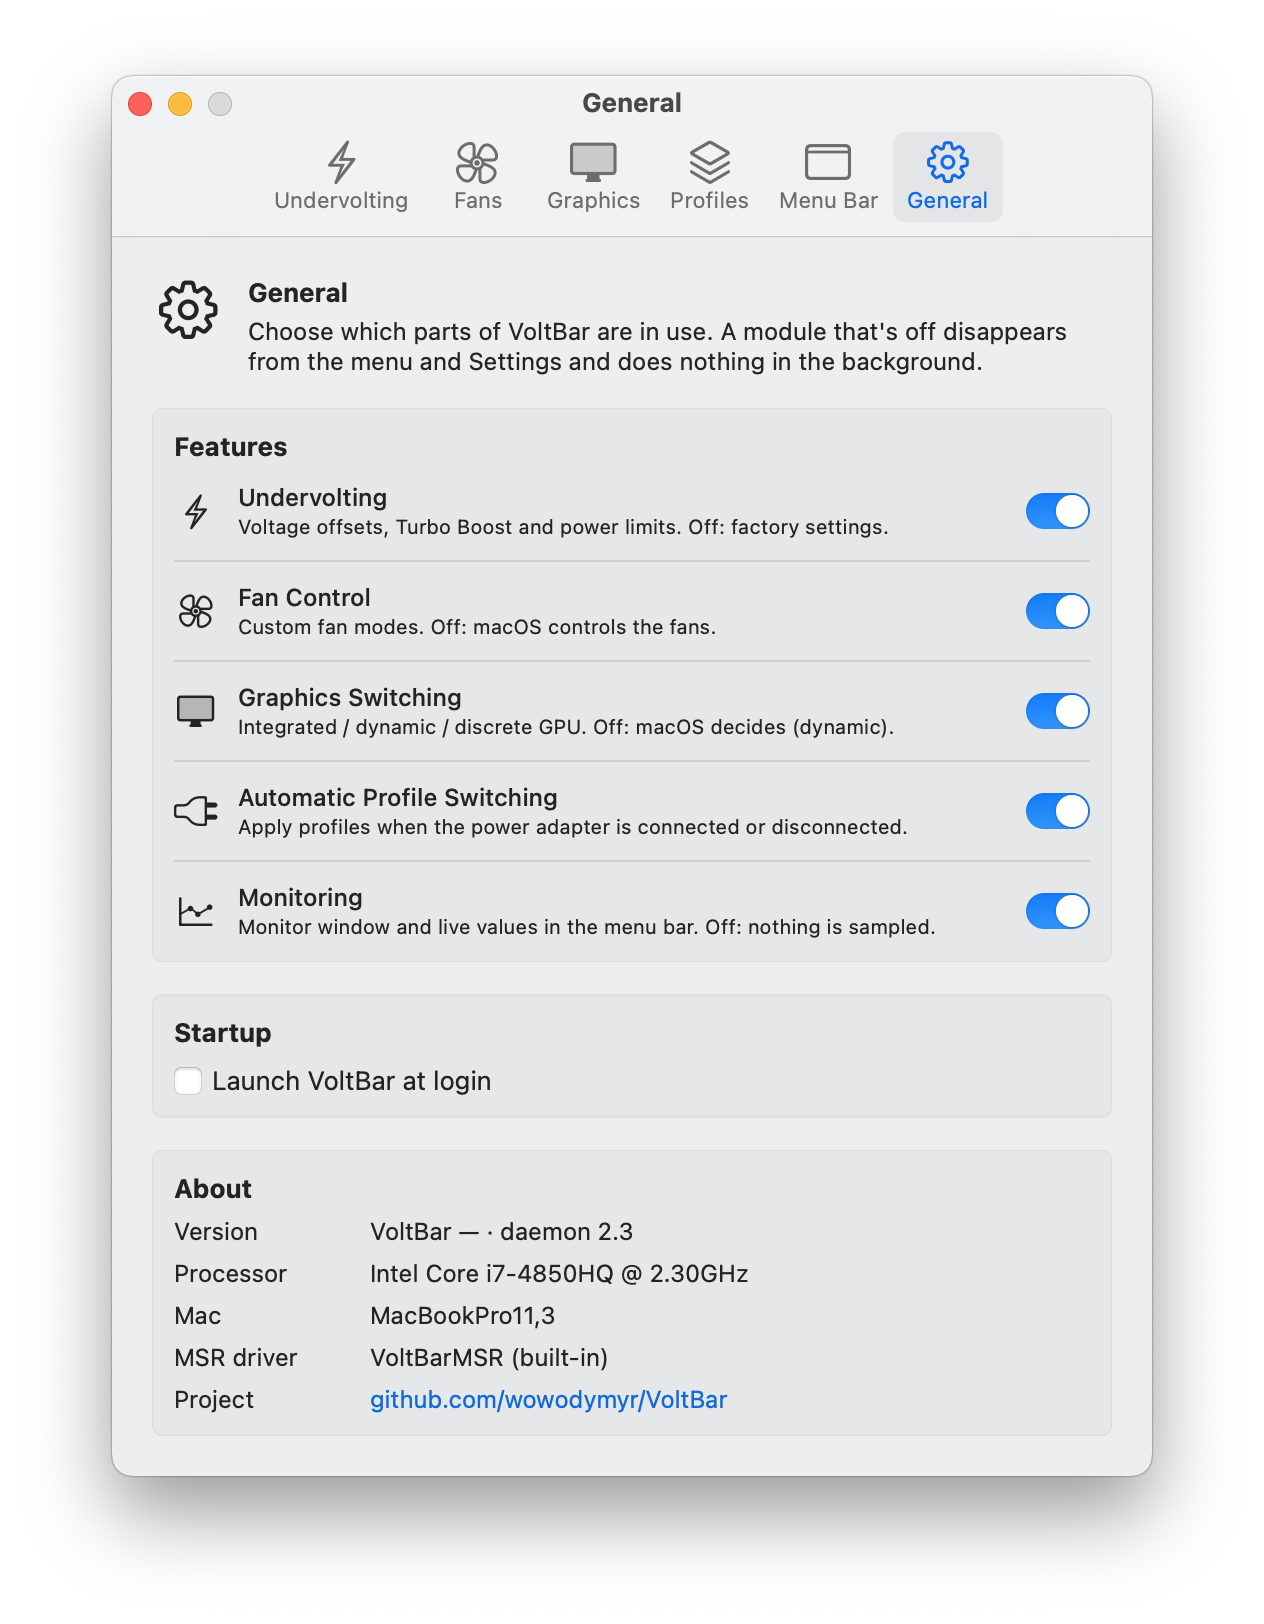 General
Undervolting
Fans
Graphics
Profiles
Menu Bar
General
General
Choose which parts of VoltBar are in use. A module that's off disappears
from the menu and Settings and does nothing in the background.
Features
Undervolting
Voltage offsets, Turbo Boost and power limits. Off: factory settings.
Fan Control
Custom fan modes. Off: macOS controls the fans.
Graphics Switching
Integrated / dynamic / discrete GPU. Off: macOS decides (dynamic).
Automatic Profile Switching
Apply profiles when the power adapter is connected or disconnected.
Monitoring
Monitor window and live values in the menu bar. Off: nothing is sampled.
Startup
Launch VoltBar at login
About
Version VoltBar — · daemon 2.3
Processor Intel Core i7-4850HQ @ 2.30GHz
Mac MacBookPro11,3
MSR driver VoltBarMSR (built-in)
Project github.com/wowodymyr/VoltBar